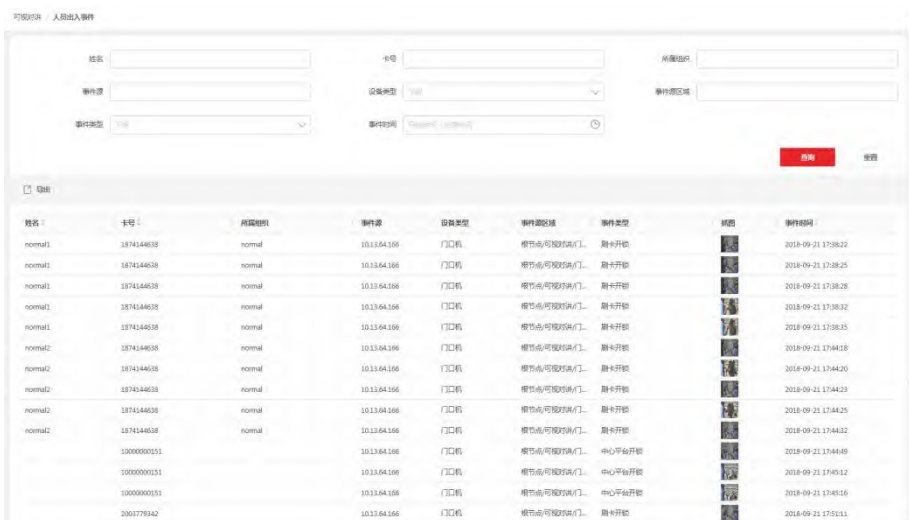 可视对讲 / 人员出入事件
姓名 卡号 所属组织
事件源 设备类型 事件源区域
事件类型 事件时间
查询 重置
导出
姓名 卡号 所属组织 事件源 设备类型 事件源区域 事件类型 抓图 事件时间
normal1 1874144638 normal 10.13.64.166 门口机 根节点/可视对讲/门... 刷卡开锁 2018-09-21 17:38:22
normal1 1874144638 normal 10.13.64.166 门口机 根节点/可视对讲/门... 刷卡开锁 2018-09-21 17:38:25
normal1 1874144638 normal 10.13.64.166 门口机 根节点/可视对讲/门... 刷卡开锁 2018-09-21 17:38:28
normal1 1874144638 normal 10.13.64.166 门口机 根节点/可视对讲/门... 刷卡开锁 2018-09-21 17:38:32
normal1 1874144638 normal 10.13.64.166 门口机 根节点/可视对讲/门... 刷卡开锁 2018-09-21 17:38:35
normal2 1874144638 normal 10.13.64.166 门口机 根节点/可视对讲/门... 刷卡开锁 2018-09-21 17:44:18
normal2 1874144638 normal 10.13.64.166 门口机 根节点/可视对讲/门... 刷卡开锁 2018-09-21 17:44:20
normal2 1874144638 normal 10.13.64.166 门口机 根节点/可视对讲/门... 刷卡开锁 2018-09-21 17:44:23
normal2 1874144638 normal 10.13.64.166 门口机 根节点/可视对讲/门... 刷卡开锁 2018-09-21 17:44:25
normal2 1874144638 normal 10.13.64.166 门口机 根节点/可视对讲/门... 刷卡开锁 2018-09-21 17:44:32
10000000151 10.13.64.166 门口机 根节点/可视对讲/门... 中心平台开锁 2018-09-21 17:44:49
10000000151 10.13.64.166 门口机 根节点/可视对讲/门... 中心平台开锁 2018-09-21 17:45:12
10000000151 10.13.64.166 门口机 根节点/可视对讲/门... 中心平台开锁 2018-09-21 17:45:16
2003779342 10.13.64.166 门口机 根节点/可视对讲/门... 刷卡开锁 2018-09-21 17:51:11